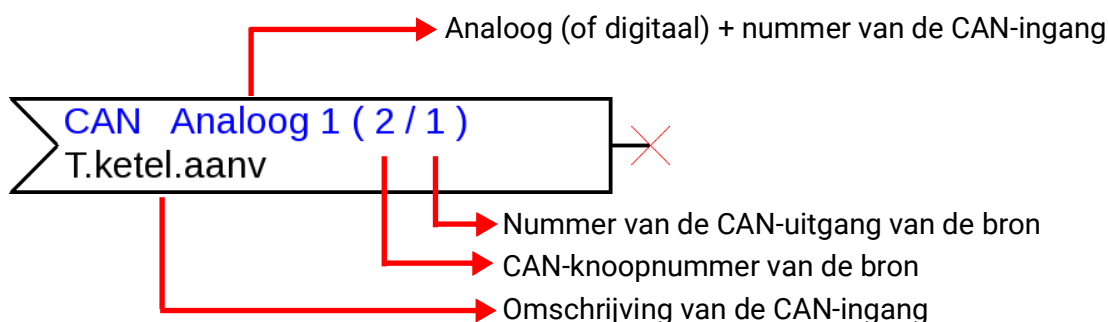 Analoog (of digitaal) + nummer van de CAN-ingang
CAN Analoog 1 ( 2 / 1 )
T.ketel.aanv
Nummer van de CAN-uitgang van de bron
CAN-knoopnummer van de bron
Omschrijving van de CAN-ingang